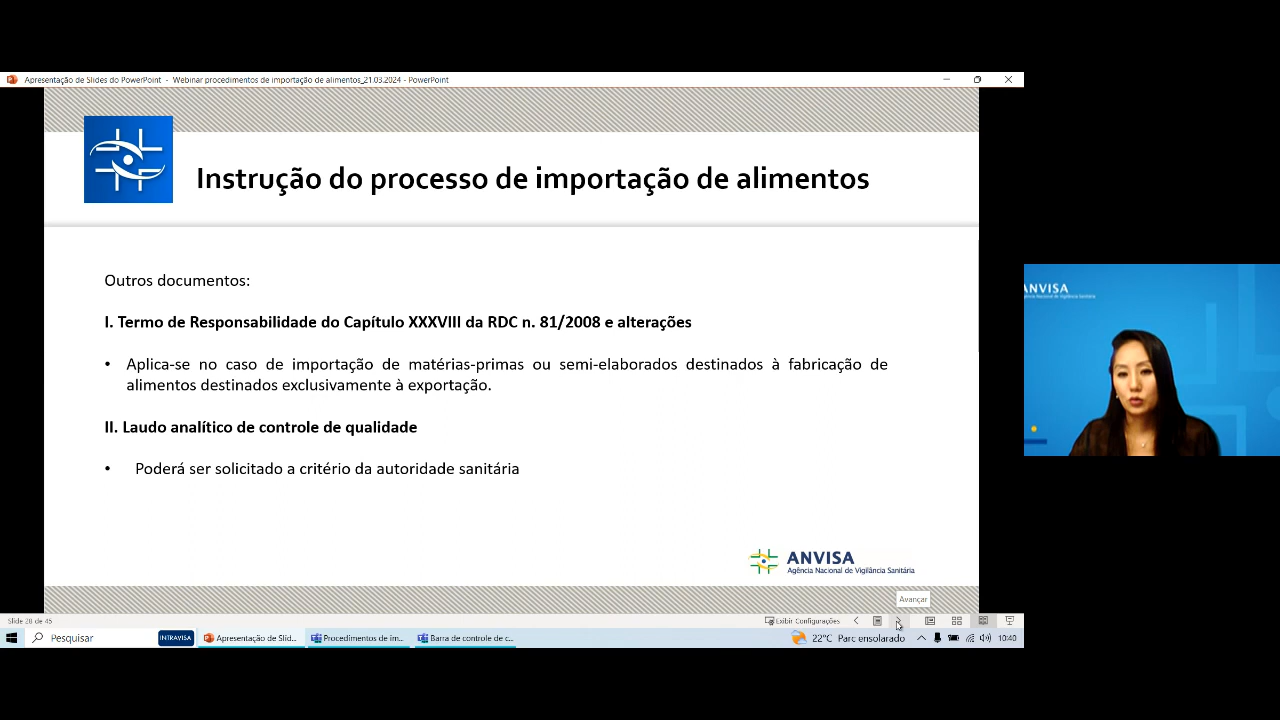 Apresentação de Slides do PowerPoint - Webinar procedimentos de importação de alimentos_21.03.2024 - PowerPoint
Instrução do processo de importação de alimentos
Outros documentos:
I. Termo de Responsabilidade do Capítulo XXXVIII da RDC n. 81/2008 e alterações
• Aplica-se no caso de importação de matérias-primas ou semi-elaborados destinados à fabricação de
alimentos destinados exclusivamente à exportação.
II. Laudo analítico de controle de qualidade
• Poderá ser solicitado a critério da autoridade sanitária
ANVISA
Agência Nacional de Vigilância Sanitária
ANVISA
Avançar
Slide 28 de 45
Exibir Configurações
Pesquisar
INTRAVISA
Apresentação de Slid...
Procedimentos de im...
Barra de controle de c...
22°C Parc ensolarado
10:40